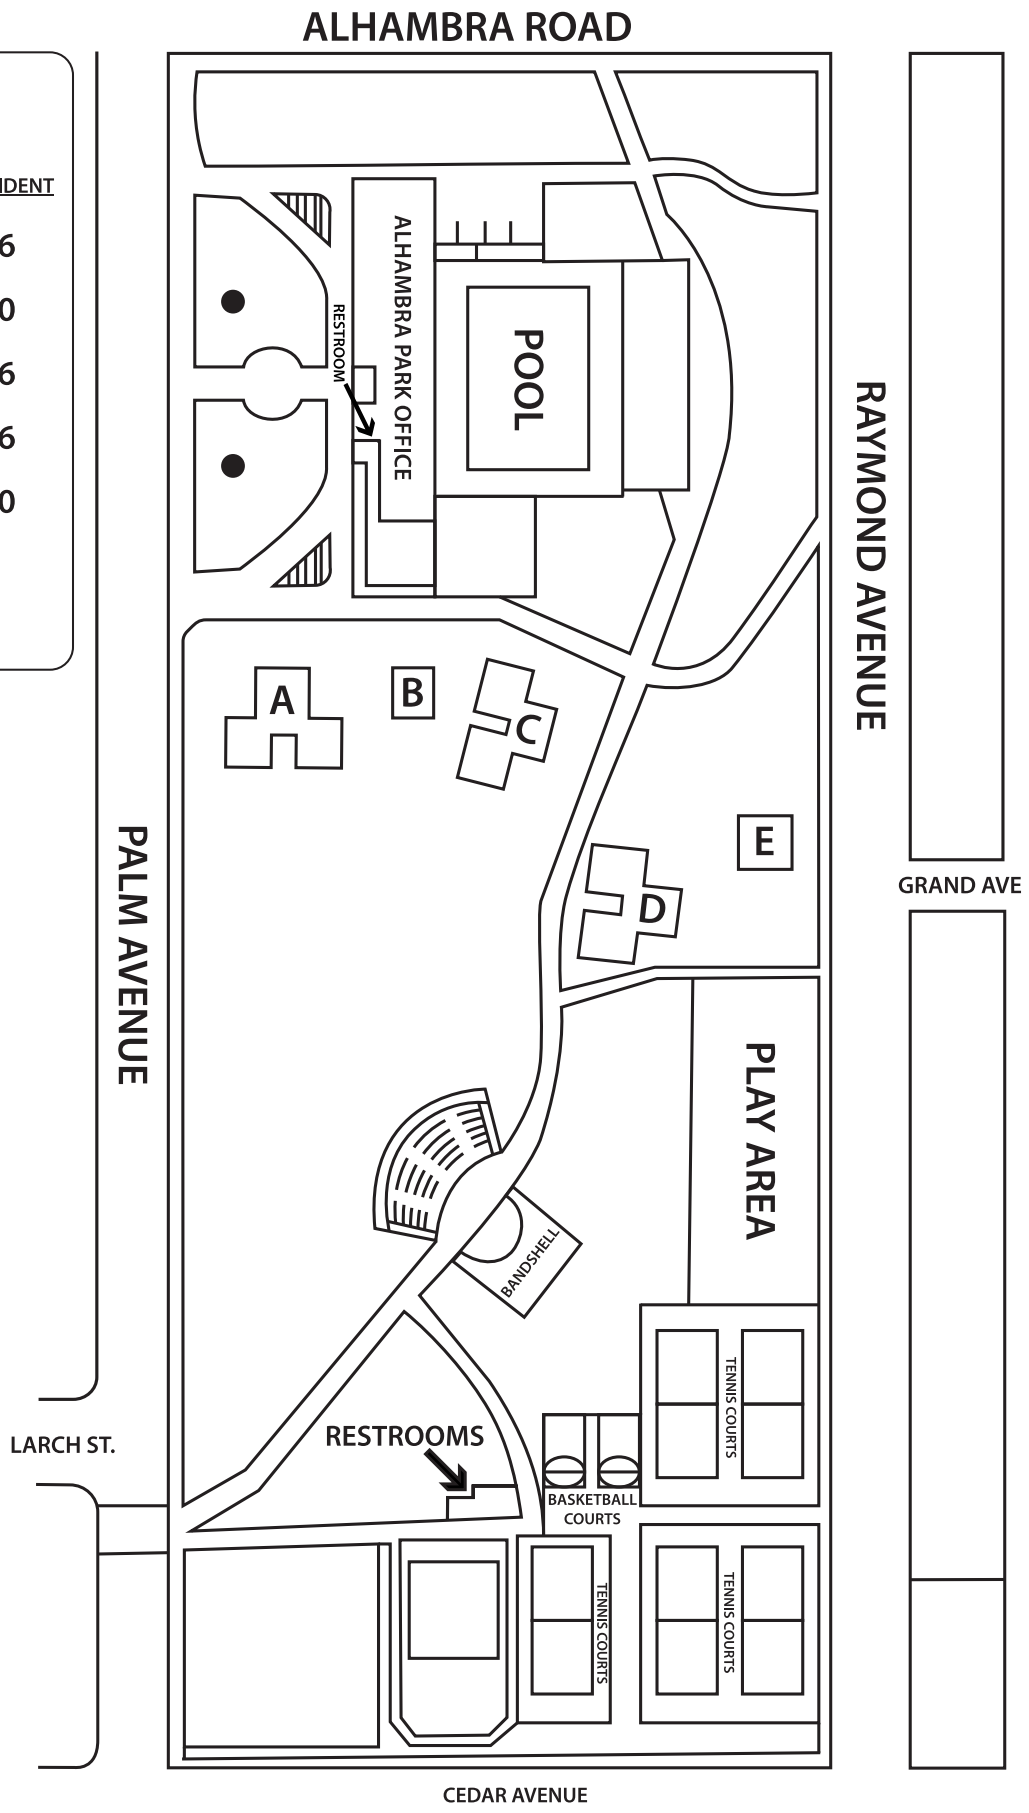 ALHAMBRA ROAD
IDENT
6
0
6
6
0
RESTROOM
ALHAMBRA PARK OFFICE
POOL
RAYMOND AVENUE
A
B
C
D
E
PALM AVENUE
GRAND AVE
PLAY AREA
BANDSHELL
TENNIS COURTS
LARCH ST.
RESTROOMS
BASKETBALL
COURTS
TENNIS COURTS
TENNIS COURTS
CEDAR AVENUE